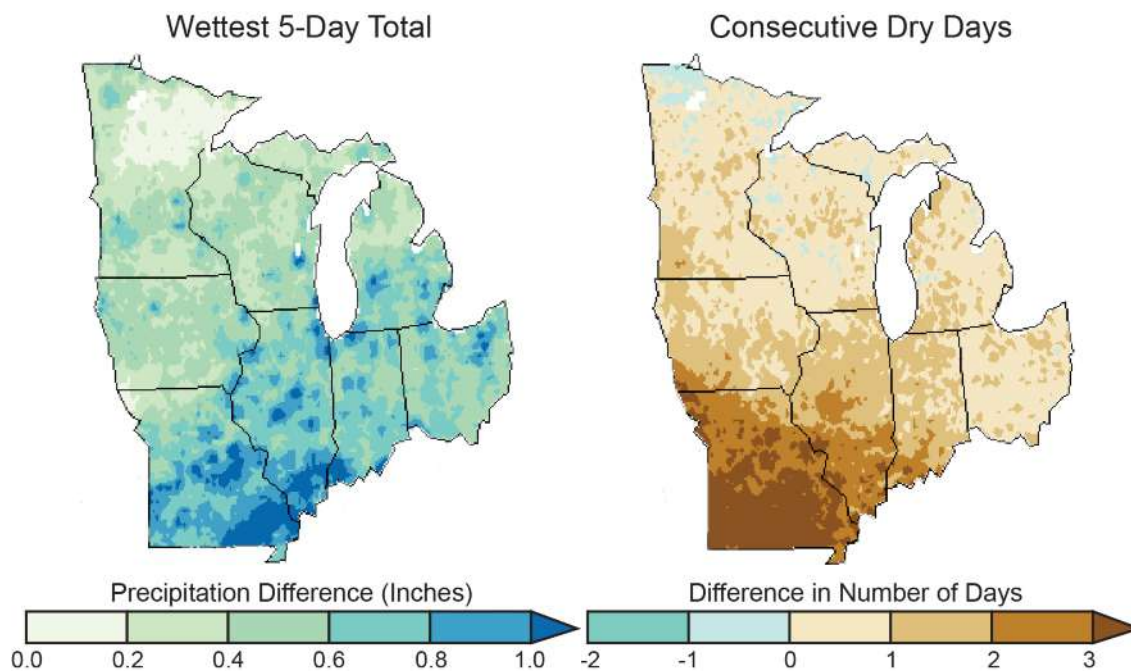 Wettest 5-Day Total
Consecutive Dry Days
Precipitation Difference (Inches)
0.0 0.2 0.4 0.6 0.8 1.0
Difference in Number of Days
-2 -1 0 1 2 3